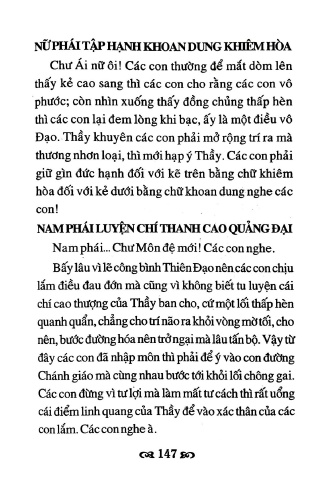 NỮ PHÁI TẬP HẠNH KHOAN DUNG KHIÊM HÒA
Chư Ái nữ ôi! Các con thường để mắt dòm lên
thấy kẻ cao sang thì các con cho rằng các con vô
phước; còn nhìn xuống thấy đồng chủng thấp hèn
thì các con lại đem lòng khi bạc, ấy là một điều vô
Đạo. Thầy khuyên các con phải mở rộng trí ra mà
thương nhơn loại, thì mới hạp ý Thầy. Các con phải
giữ gìn đức hạnh đối với kẽ trên bằng chữ khiêm
hòa đối với kẻ dưới bằng chữ khoan dung nghe các
con!
NAM PHÁI LUYỆN CHÍ THANH CAO QUẢNG ĐẠI
Nam phái... Chư Môn đệ mới! Các con nghe.
Bấy lâu vì lẽ công bình Thiên Đạo nên các con chịu
lắm điều đau đớn mà cũng vì không biết tu luyện cái
chí cao thượng của Thầy ban cho, cứ một lối thấp hèn
quanh quẩn, chẳng cho trí não ra khỏi vòng mờ tối, cho
nên, bước đường hóa nên trở ngại mà lâu tấn bộ. Vậy từ
đây các con đã nhập môn thì phải để ý vào con đường
Chánh giáo mà cùng nhau bước tới khỏi lối chông gai.
Các con đừng vì tư lợi mà làm mất tư cách thì rất uổng
cái điểm linh quang của Thầy để vào xác thân của các
con lắm. Các con nghe à.
147